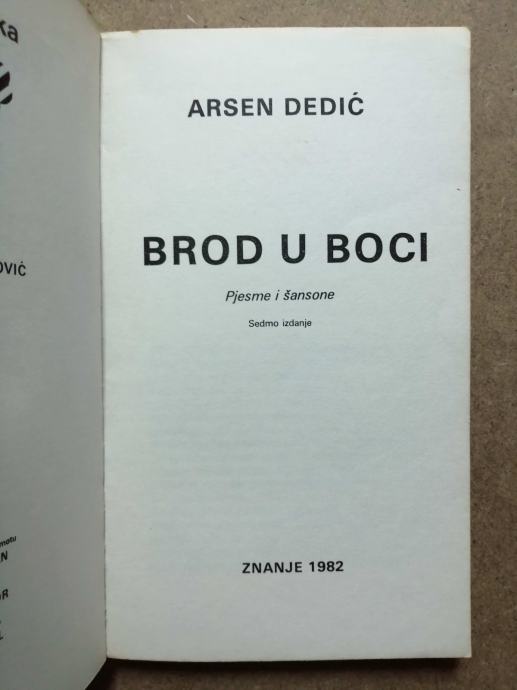 ARSEN DEDIĆ
BROD U BOCI
Pjesme i šansone
Sedmo izdanje
ZNANJE 1982